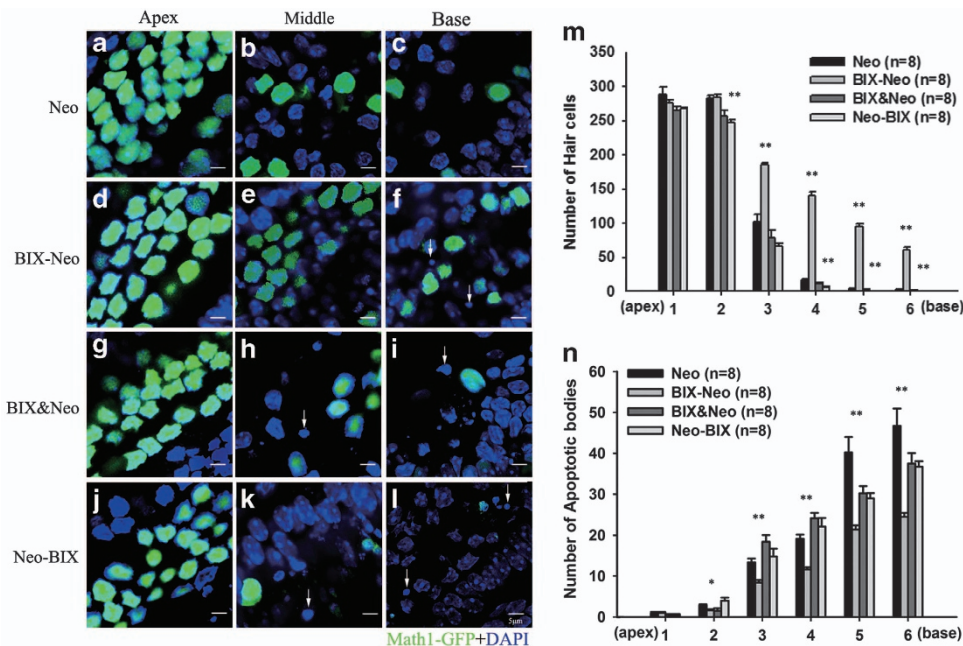 Apex Middle Base
a b c
Neo
d e f
BIX-Neo
g h i
BIX&Neo
j k l
Neo-BIX
5μm
Math1-GFP+DAPI
m
Number of Hair cells
350
300
250
200
150
100
50
0
Neo (n=8)
BIX-Neo (n=8)
BIX&Neo (n=8)
Neo-BIX (n=8)
** ** ** ** ** ** ** **
(apex) 1 2 3 4 5 6 (base)
n
Number of Apoptotic bodies
60
50
40
30
20
10
0
Neo (n=8)
BIX-Neo (n=8)
BIX&Neo (n=8)
Neo-BIX (n=8)
* ** ** ** **
(apex) 1 2 3 4 5 6 (base)